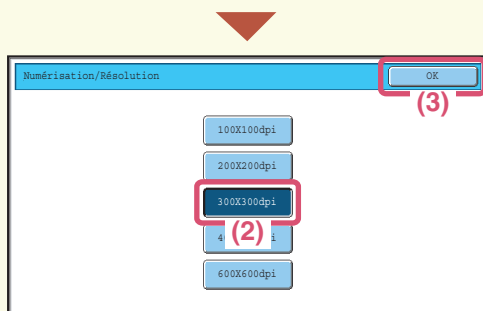 Numérisation/Résolution
OK
(3)
100X100dpi
200X200dpi
300X300dpi
(2)
600X600dpi